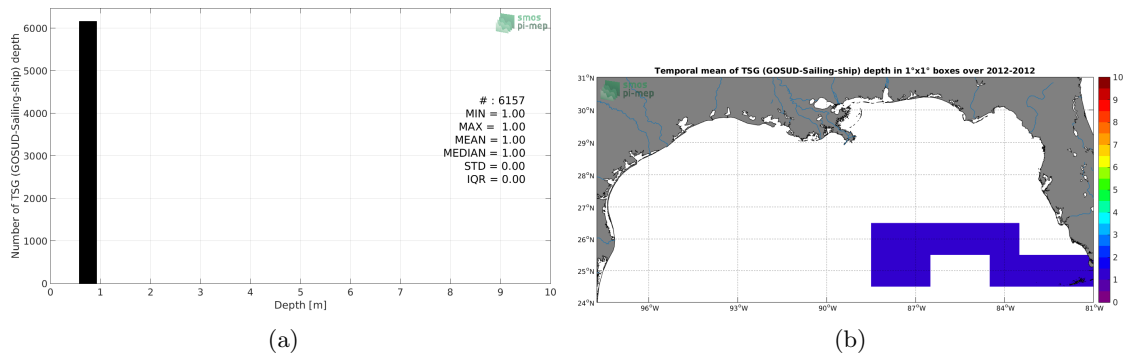 smos
pi-mep
6000
5000
4000
3000
2000
1000
0
Number of TSG (GOSUD-Sailing-ship) depth
# : 6157
MIN = 1.00
MAX = 1.00
MEAN = 1.00
MEDIAN = 1.00
STD = 0.00
IQR = 0.00
0 1 2 3 4 5 6 7 8 9 10
Depth [m]
(a)
Temporal mean of TSG (GOSUD-Sailing-ship) depth in 1°x1° boxes over 2012-2012
smos
pi-mep
31°N
30°N
29°N
28°N
27°N
26°N
25°N
24°N
96°W 93°W 90°W 87°W 84°W 81°W
10
9
8
7
6
5
4
3
2
1
0
(b)